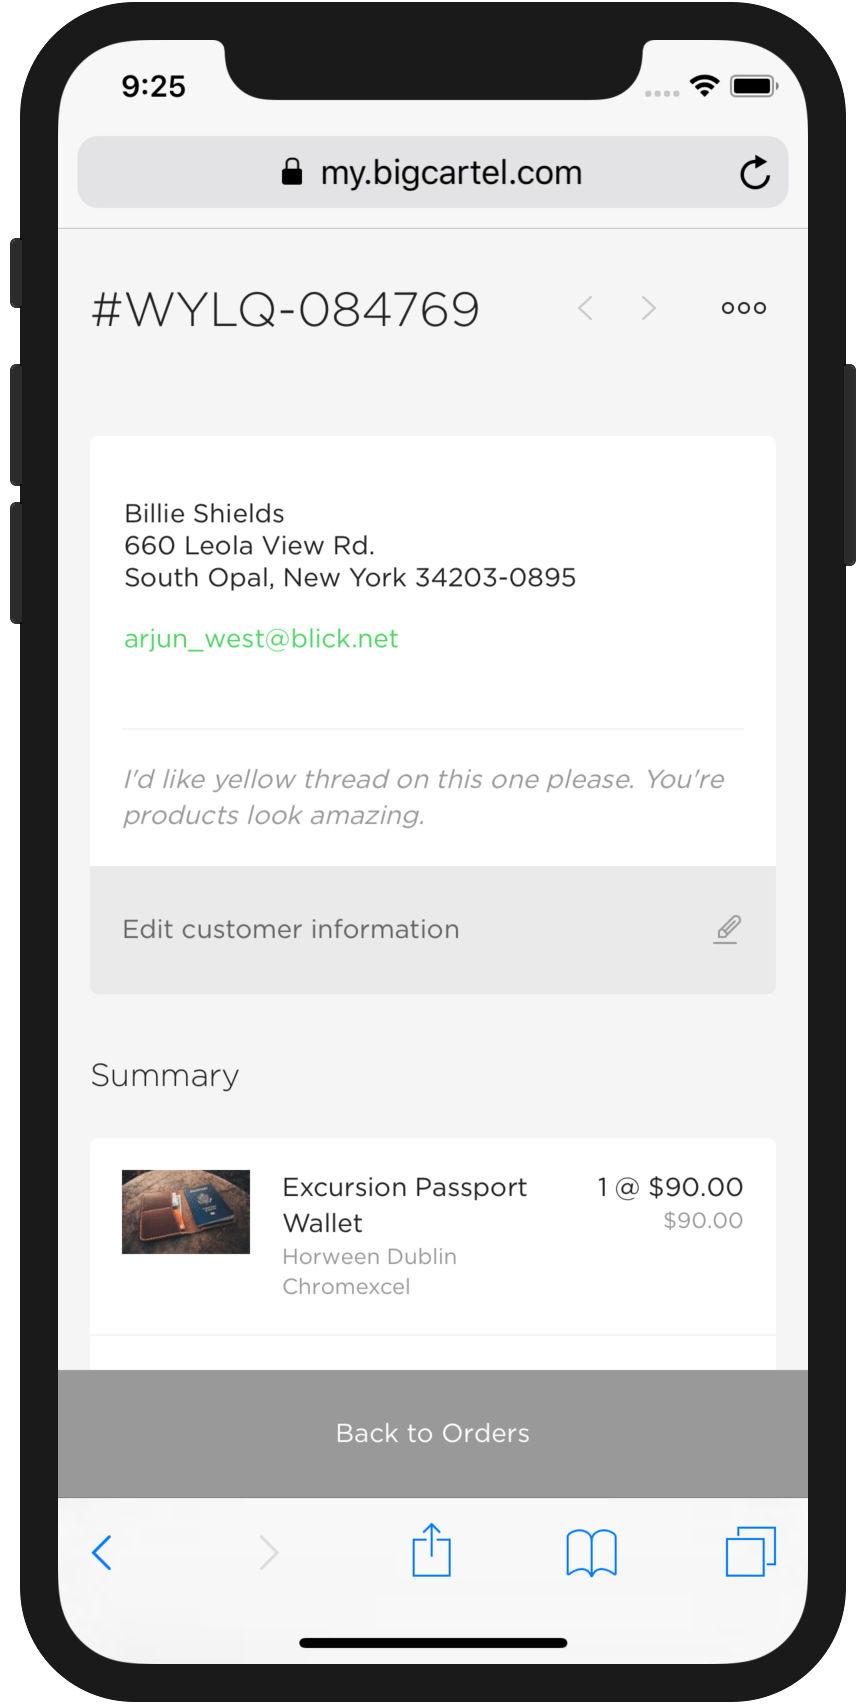 9:25
my.bigcartel.com
#WYLQ-084769
Billie Shields
660 Leola View Rd.
South Opal, New York 34203-0895
arjun_west@blick.net
I'd like yellow thread on this one please. You're
products look amazing.
Edit customer information
Summary
Excursion Passport 1 @ $90.00
Wallet $90.00
Horween Dublin
Chromexcel
Back to Orders